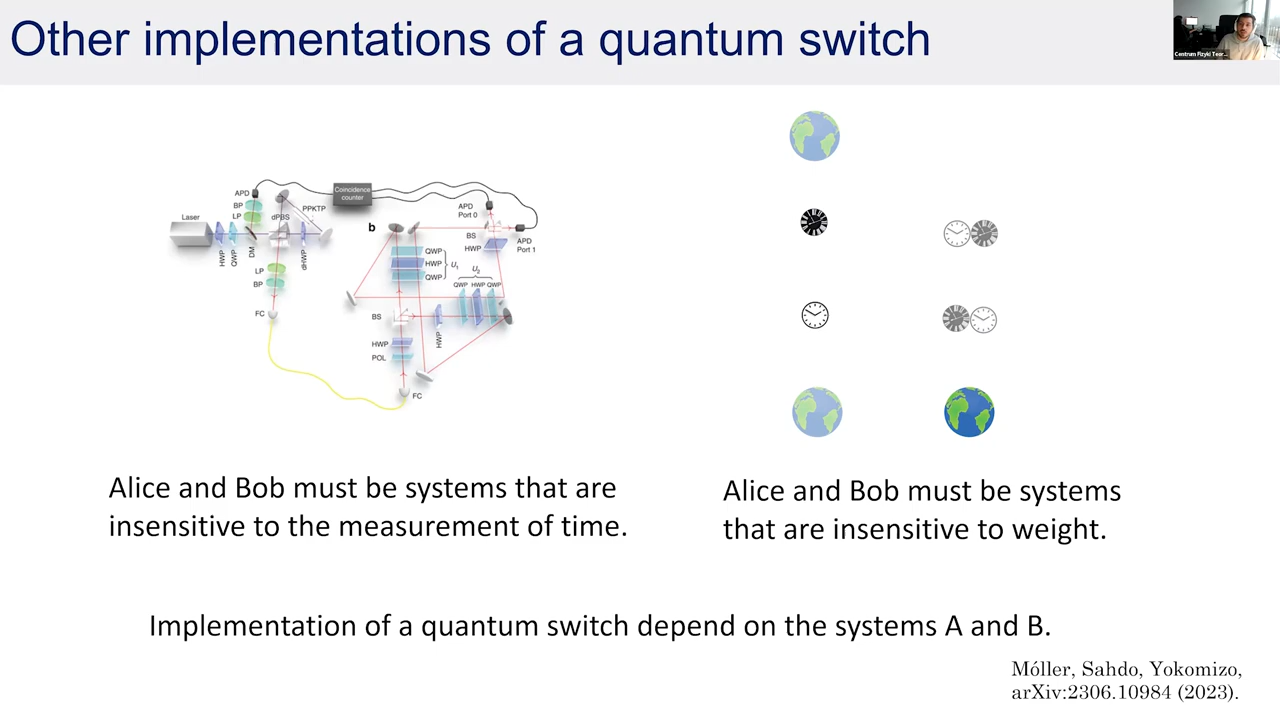 Other implementations of a quantum switch
Centrum Fizyki Teor...
Laser
HWP
QWP
APD
BP
LP
DM
dPBS
PPKTP
dHWP
LP
BP
FC
Coincidence
counter
b
APD
Port 0
BS
HWP
APD
Port 1
QWP
HWP
QWP
U1
U2
QWP HWP QWP
BS
HWP
HWP
POL
FC
Alice and Bob must be systems that are
insensitive to the measurement of time.
Alice and Bob must be systems
that are insensitive to weight.
Implementation of a quantum switch depend on the systems A and B.
Móller, Sahdo, Yokomizo,
arXiv:2306.10984 (2023).